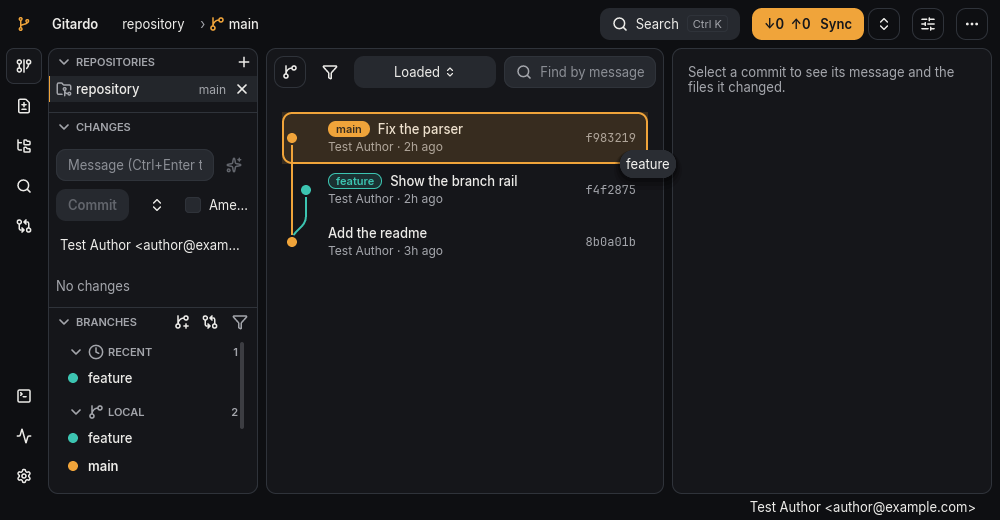 Gitardo repository › main Search Ctrl K ↓0 ↑0 Sync
REPOSITORIES
repository main
CHANGES
Message (Ctrl+Enter t
Commit Ame...
Test Author <author@exam...
No changes
BRANCHES
RECENT 1
feature
LOCAL 2
feature
main
Loaded Find by message
main Fix the parser f983219
Test Author · 2h ago
feature
feature Show the branch rail f4f2875
Test Author · 2h ago
Add the readme 8b0a01b
Test Author · 3h ago
Select a commit to see its message and the
files it changed.
Test Author <author@example.com>